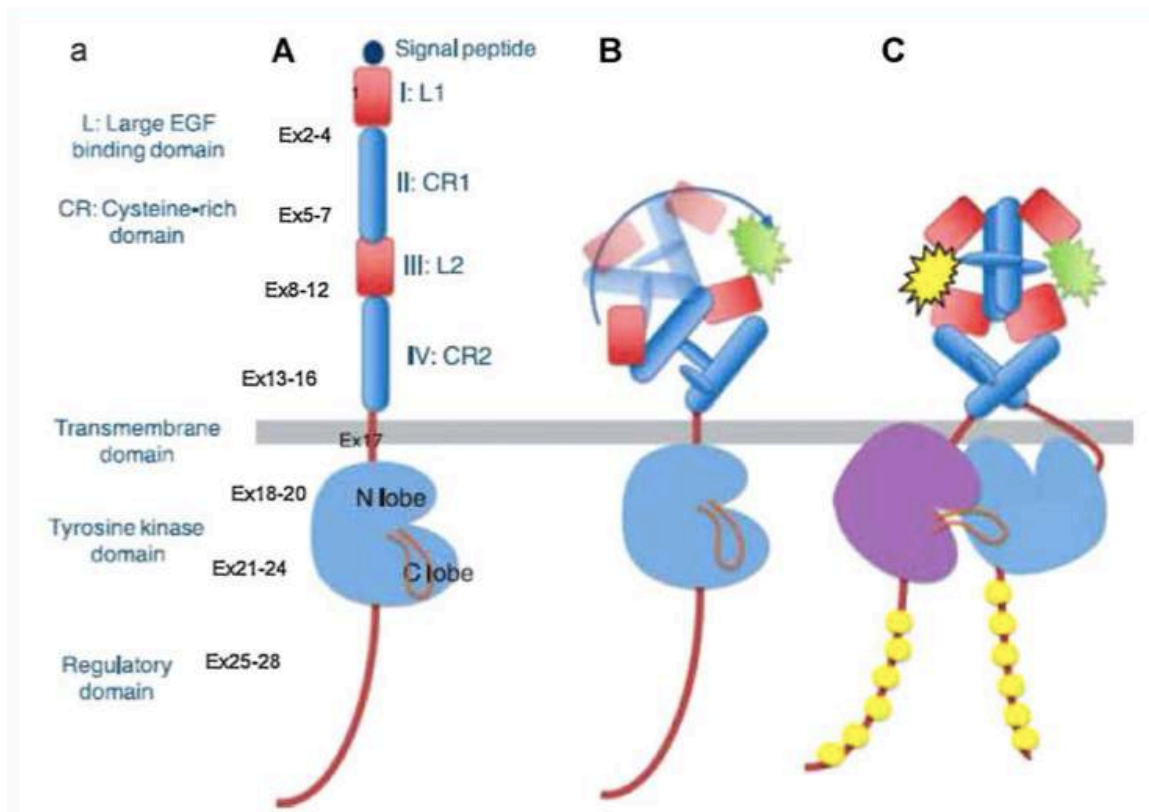 a
A
B
C
Signal peptide
1
I: L1
L: Large EGF
binding domain
Ex2-4
II: CR1
CR: Cysteine-rich
domain
Ex5-7
III: L2
Ex8-12
IV: CR2
Ex13-16
Transmembrane
domain
Ex17
Ex18-20
N lobe
Tyrosine kinase
domain
Ex21-24
C lobe
Regulatory
domain
Ex25-28